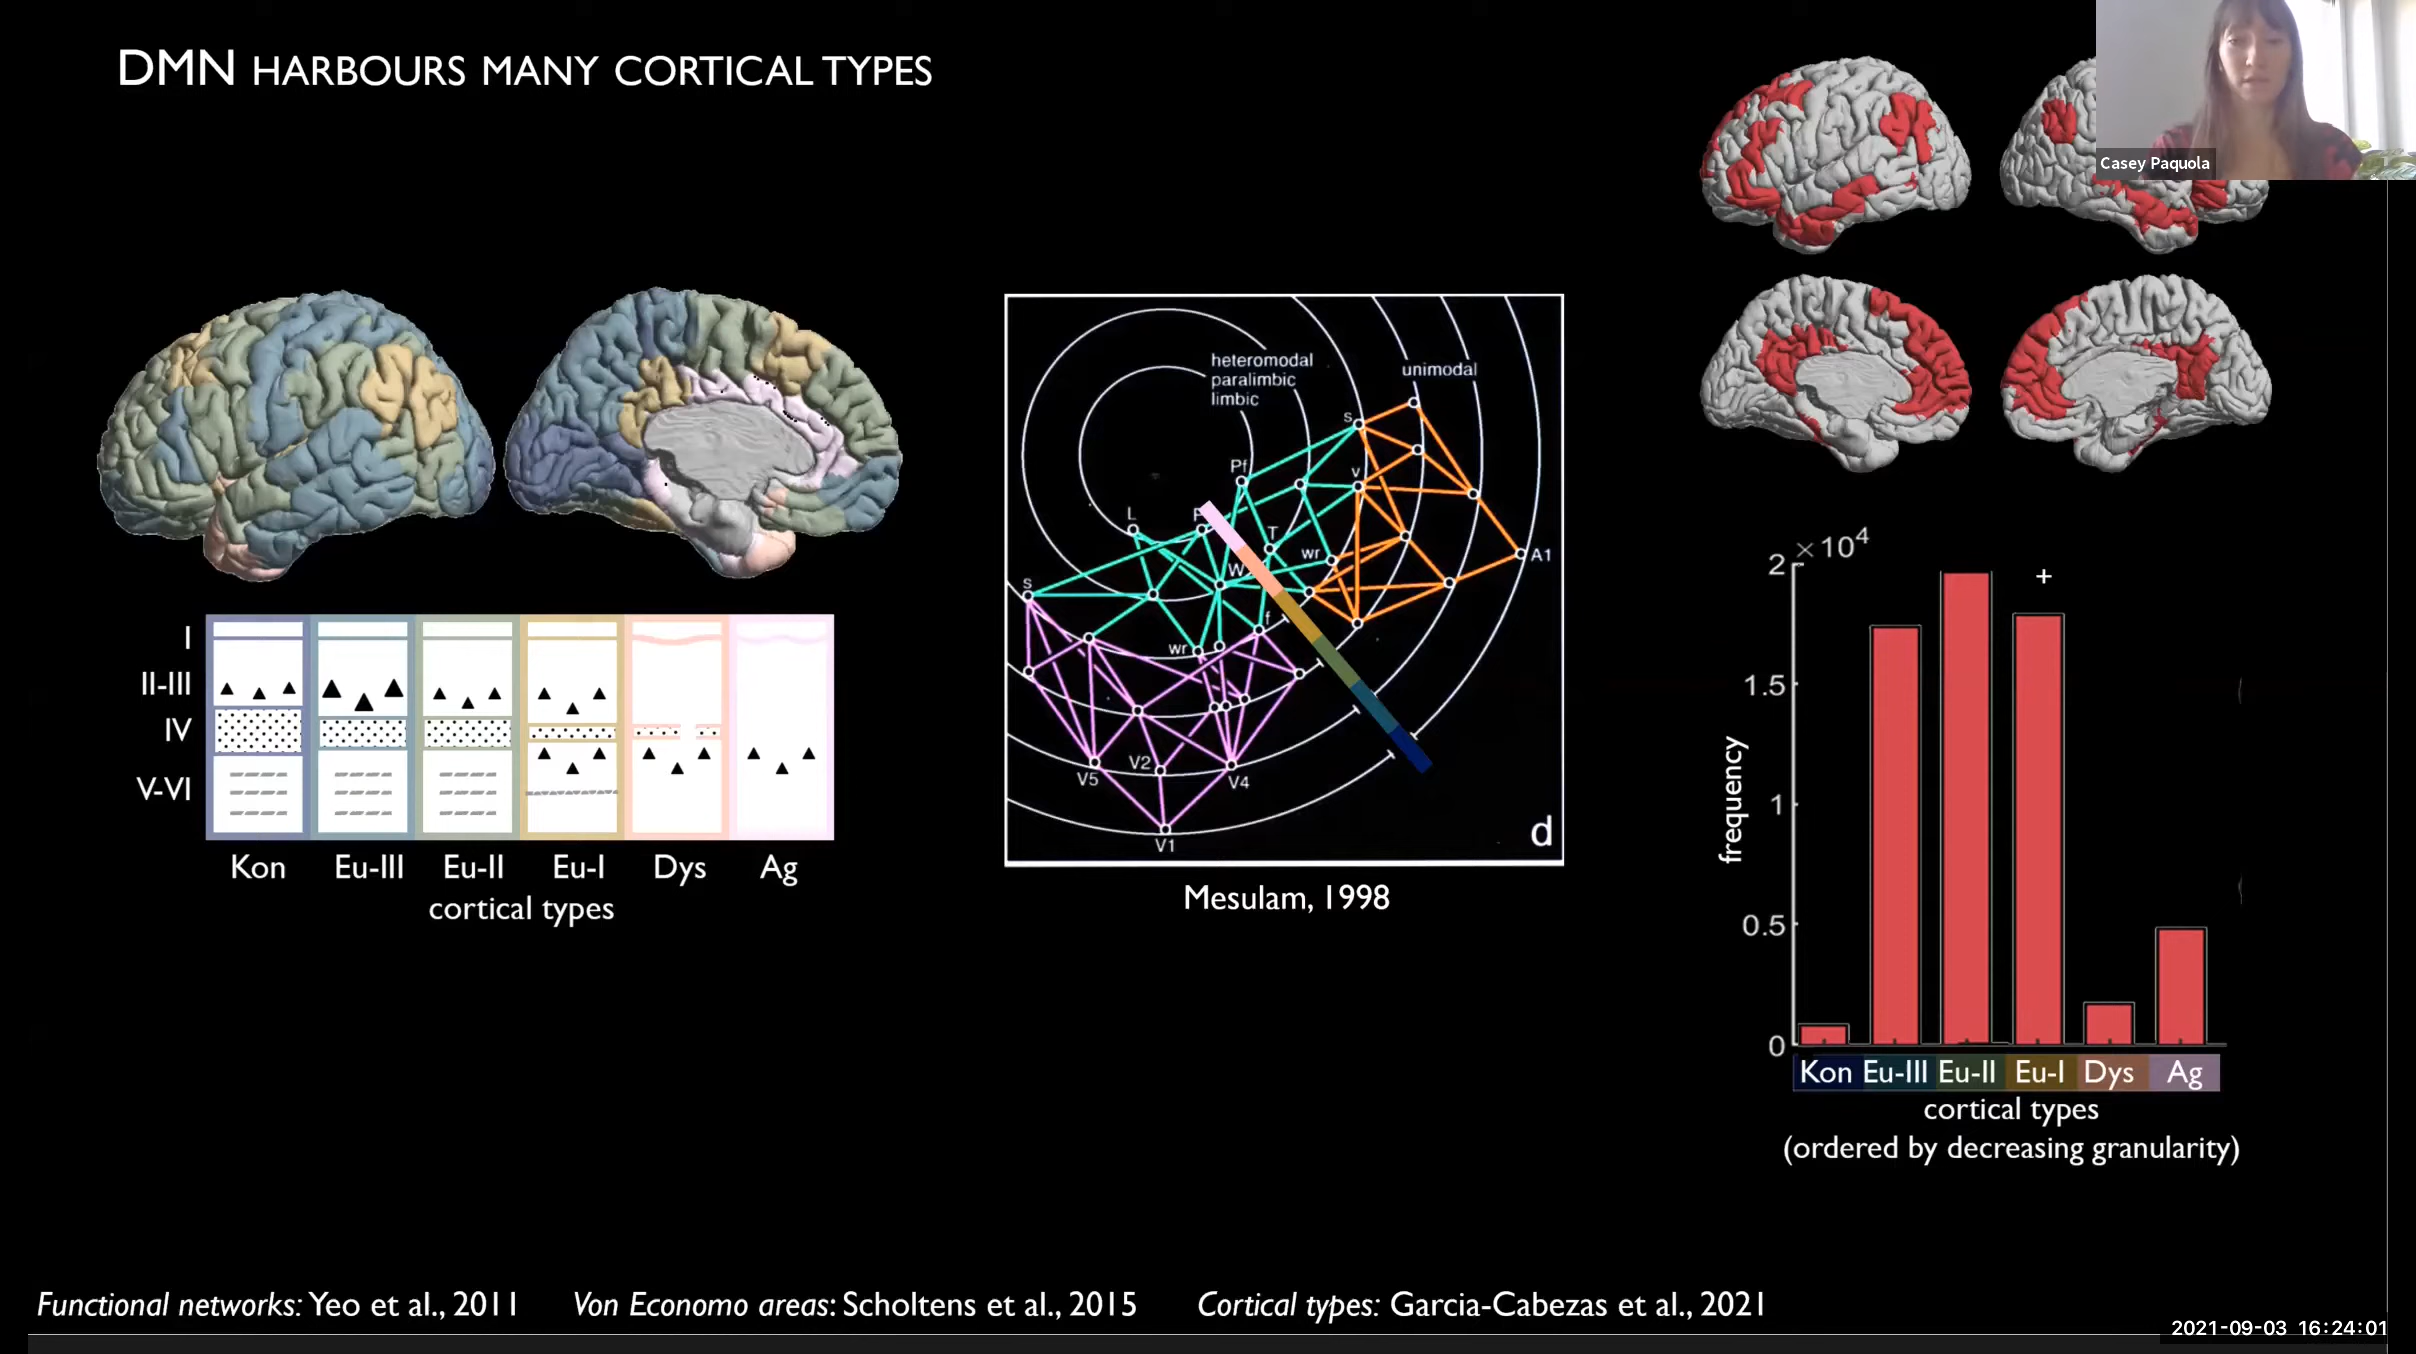 DMN HARBOURS MANY CORTICAL TYPES
Casey Paquola
I
II-III
IV
V-VI
Kon Eu-III Eu-II Eu-I Dys Ag
cortical types
heteromodal
paralimbic
limbic
unimodal
s
Pf
v
L
T
wr
A1
W
s
f
wr
V5
V2
V4
V1
d
Mesulam, 1998
2 ×10⁴
+
1.5
1
0.5
0
frequency
Kon Eu-III Eu-II Eu-I Dys Ag
cortical types
(ordered by decreasing granularity)
Functional networks: Yeo et al., 2011 Von Economo areas: Scholtens et al., 2015 Cortical types: Garcia-Cabezas et al., 2021
2021-09-03 16:24:01